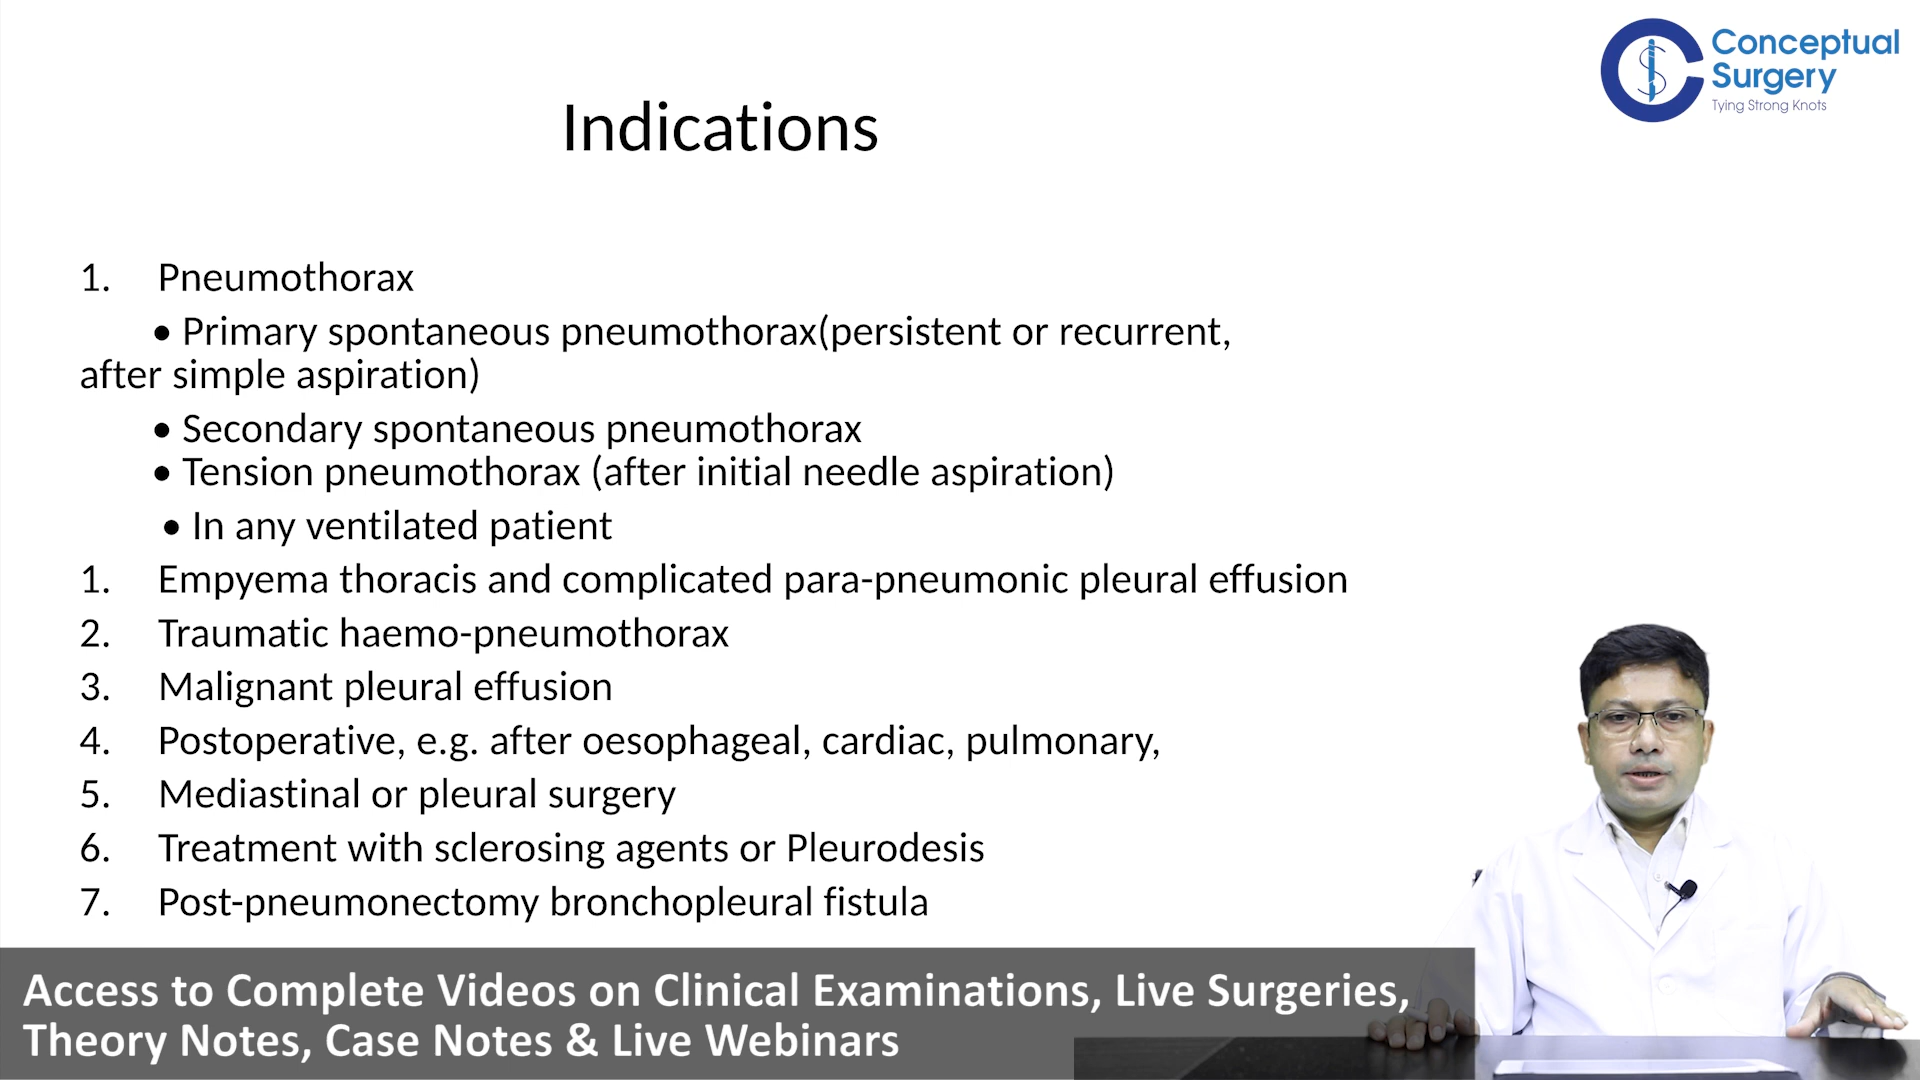 Conceptual
Surgery
Tying Strong Knots
Indications
1. Pneumothorax
• Primary spontaneous pneumothorax(persistent or recurrent,
after simple aspiration)
• Secondary spontaneous pneumothorax
• Tension pneumothorax (after initial needle aspiration)
• In any ventilated patient
1. Empyema thoracis and complicated para-pneumonic pleural effusion
2. Traumatic haemo-pneumothorax
3. Malignant pleural effusion
4. Postoperative, e.g. after oesophageal, cardiac, pulmonary,
5. Mediastinal or pleural surgery
6. Treatment with sclerosing agents or Pleurodesis
7. Post-pneumonectomy bronchopleural fistula
Access to Complete Videos on Clinical Examinations, Live Surgeries,
Theory Notes, Case Notes & Live Webinars